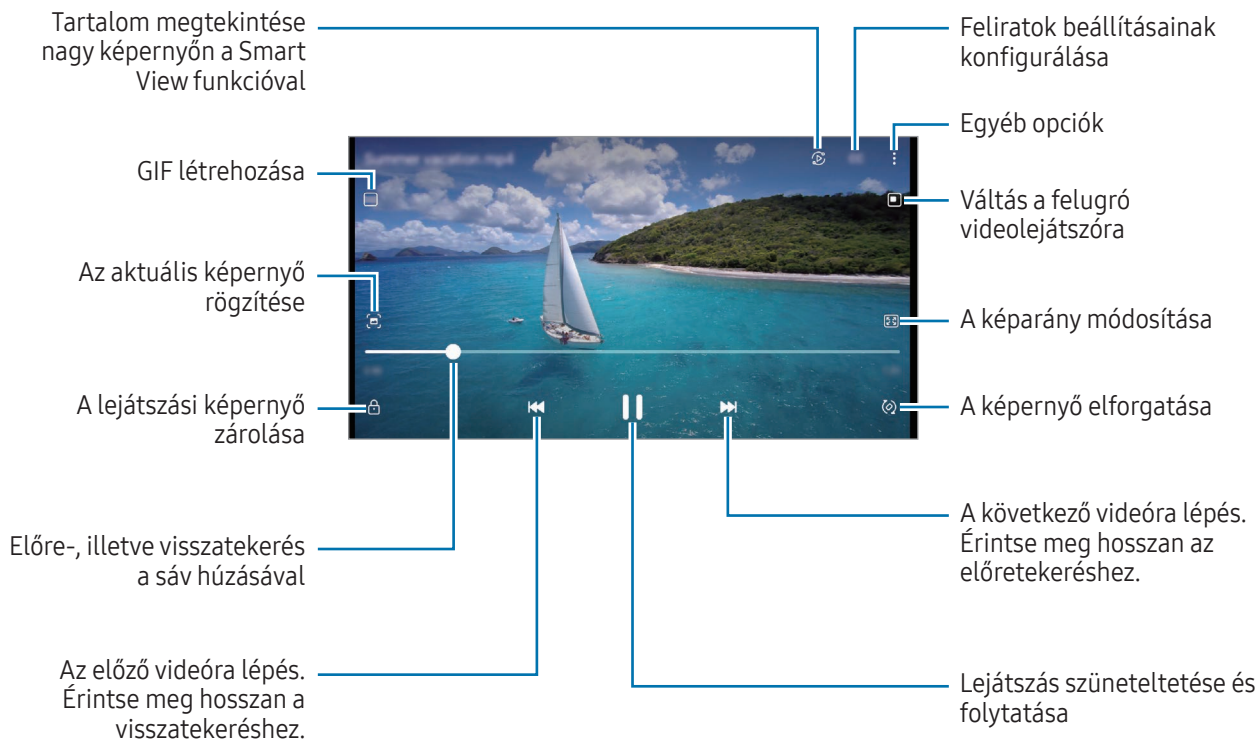 Tartalom megtekintése
nagy képernyőn a Smart
View funkcióval
GIF létrehozása
Az aktuális képernyő
rögzítése
A lejátszási képernyő
zárolása
Előre-, illetve visszatekerés
a sáv húzásával
Az előző videóra lépés.
Érintse meg hosszan a
visszatekeréshez.
Feliratok beállításainak
konfigurálása
Egyéb opciók
Váltás a felugró
videolejátszóra
A képarány módosítása
A képernyő elforgatása
A következő videóra lépés.
Érintse meg hosszan az
előretekeréshez.
Lejátszás szüneteltetése és
folytatása